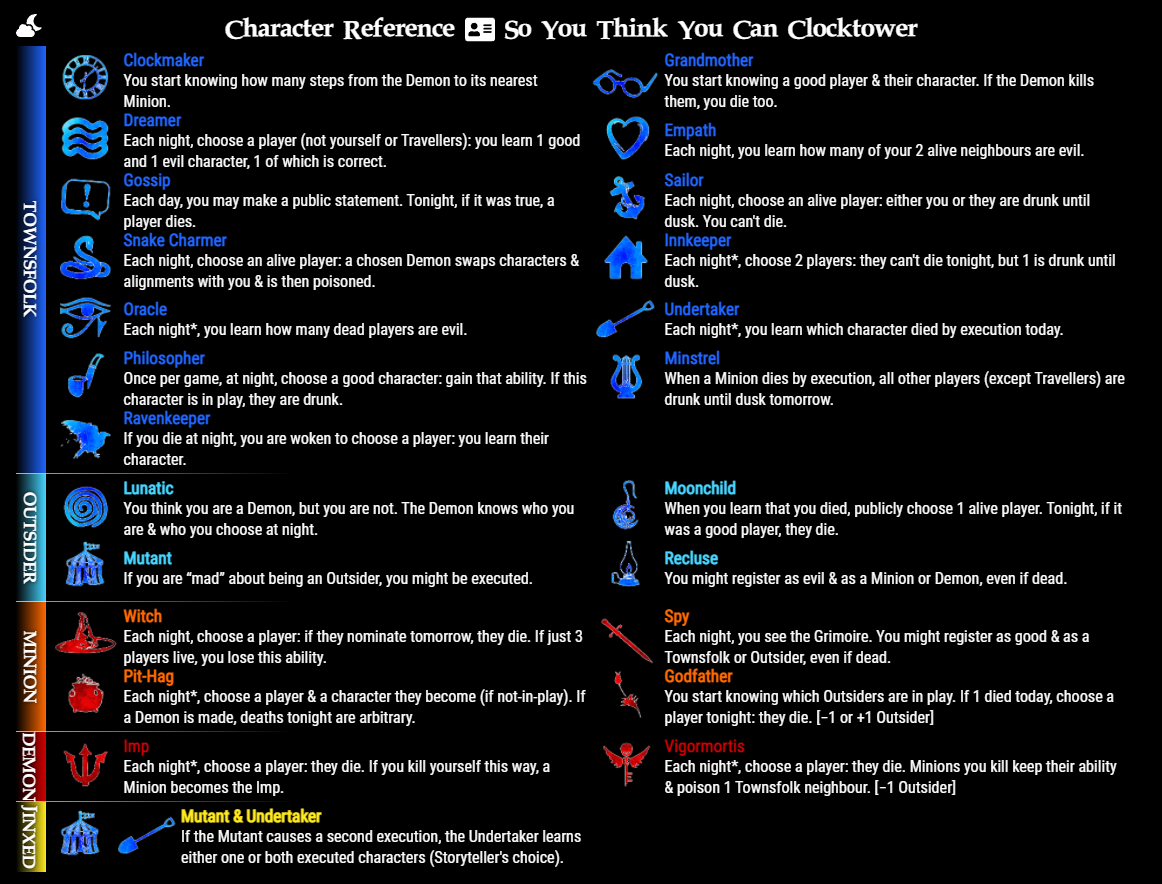 Character Reference So You Think You Can Clocktower
TOWNSFOLK
Clockmaker
You start knowing how many steps from the Demon to its nearest
Minion.
Dreamer
Each night, choose a player (not yourself or Travellers): you learn 1 good
and 1 evil character, 1 of which is correct.
Gossip
Each day, you may make a public statement. Tonight, if it was true, a
player dies.
Snake Charmer
Each night, choose an alive player: a chosen Demon swaps characters &
alignments with you & is then poisoned.
Oracle
Each night*, you learn how many dead players are evil.
Philosopher
Once per game, at night, choose a good character: gain that ability. If this
character is in play, they are drunk.
Ravenkeeper
If you die at night, you are woken to choose a player: you learn their
character.
Grandmother
You start knowing a good player & their character. If the Demon kills
them, you die too.
Empath
Each night, you learn how many of your 2 alive neighbours are evil.
Sailor
Each night, choose an alive player: either you or they are drunk until
dusk. You can't die.
Innkeeper
Each night*, choose 2 players: they can't die tonight, but 1 is drunk until
dusk.
Undertaker
Each night*, you learn which character died by execution today.
Minstrel
When a Minion dies by execution, all other players (except Travellers) are
drunk until dusk tomorrow.
OUTSIDER
Lunatic
You think you are a Demon, but you are not. The Demon knows who you
are & who you choose at night.
Mutant
If you are “mad” about being an Outsider, you might be executed.
Moonchild
When you learn that you died, publicly choose 1 alive player. Tonight, if it
was a good player, they die.
Recluse
You might register as evil & as a Minion or Demon, even if dead.
MINION
Witch
Each night, choose a player: if they nominate tomorrow, they die. If just 3
players live, you lose this ability.
Pit-Hag
Each night*, choose a player & a character they become (if not-in-play). If
a Demon is made, deaths tonight are arbitrary.
Spy
Each night, you see the Grimoire. You might register as good & as a
Townsfolk or Outsider, even if dead.
Godfather
You start knowing which Outsiders are in play. If 1 died today, choose a
player tonight: they die. [−1 or +1 Outsider]
DEMON
Imp
Each night*, choose a player: they die. If you kill yourself this way, a
Minion becomes the Imp.
Vigormortis
Each night*, choose a player: they die. Minions you kill keep their ability
& poison 1 Townsfolk neighbour. [−1 Outsider]
JINXED
Mutant & Undertaker
If the Mutant causes a second execution, the Undertaker learns
either one or both executed characters (Storyteller's choice).